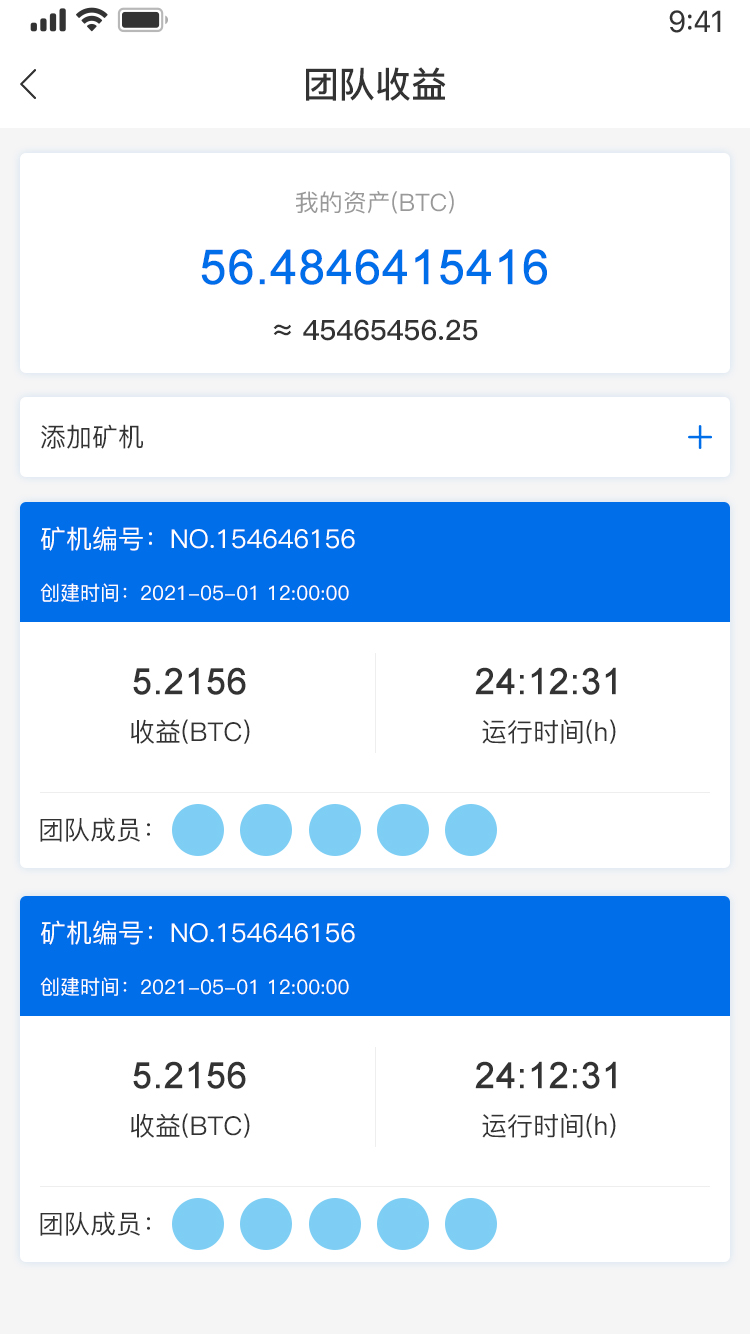 9:41
团队收益
我的资产(BTC)
56.4846415416
≈ 45465456.25
添加矿机
矿机编号：NO.154646156
创建时间：2021-05-01 12:00:00
5.2156
24:12:31
收益(BTC)
运行时间(h)
团队成员：
矿机编号：NO.154646156
创建时间：2021-05-01 12:00:00
5.2156
24:12:31
收益(BTC)
运行时间(h)
团队成员：